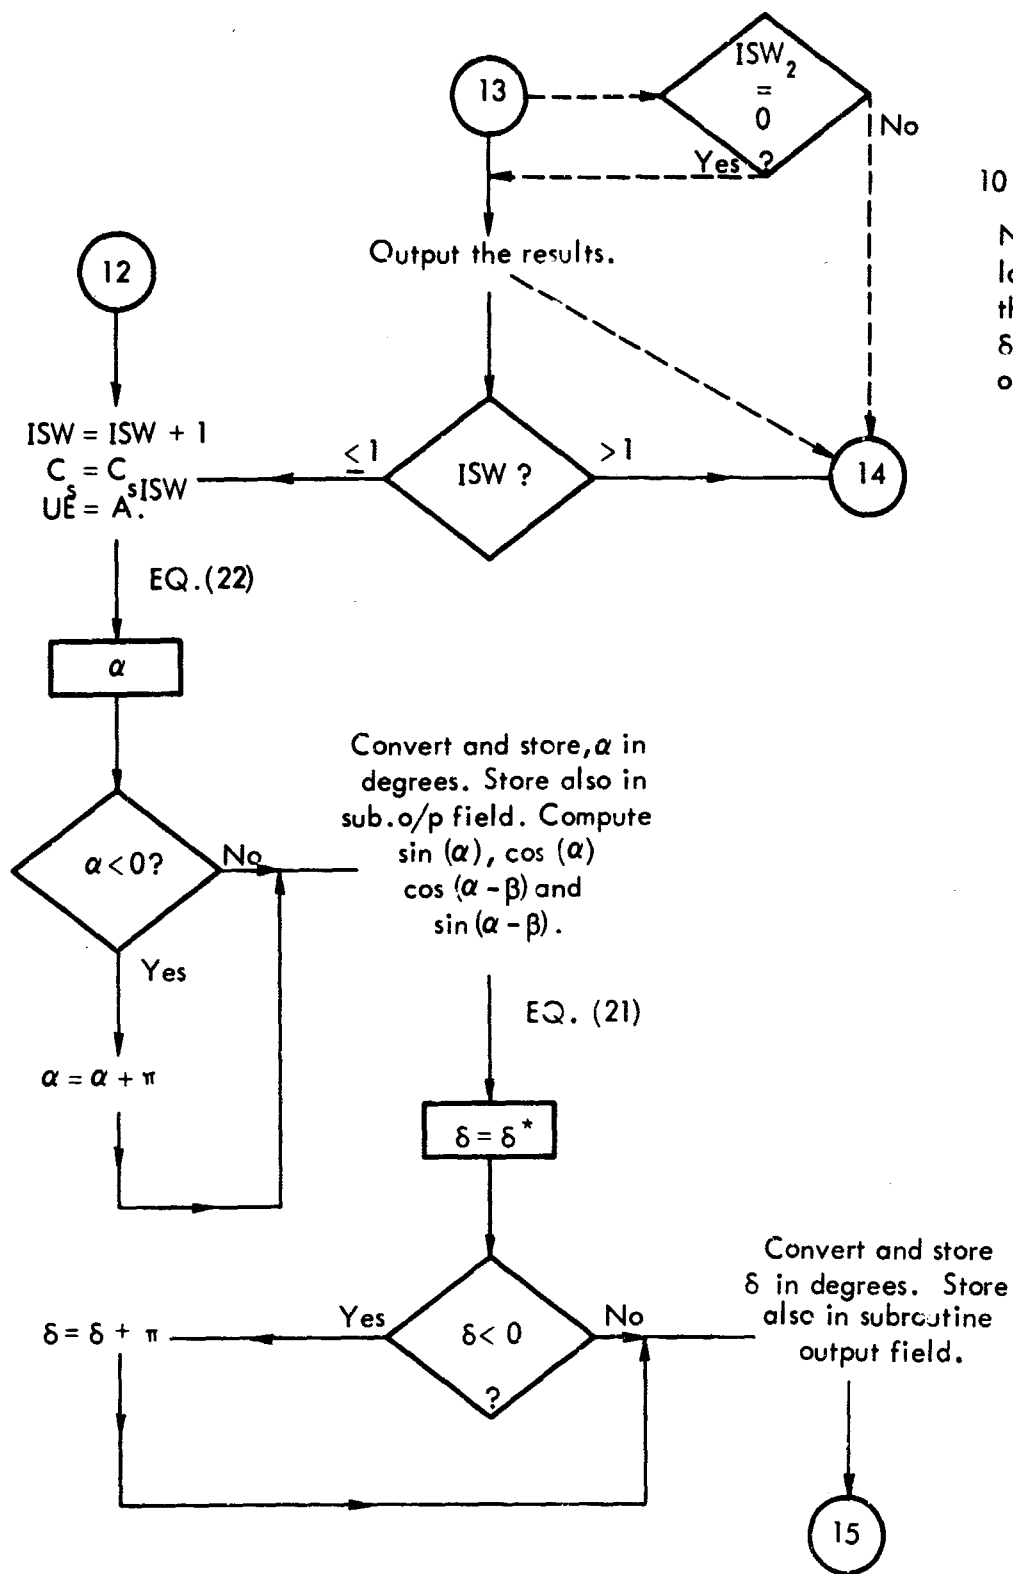 13
ISW2
=
0
?
No
Yes
10
Output the results.
12
ISW = ISW + 1
Cs = CsISW
UE = A.
≤1
ISW ?
>1
14
EQ.(22)
α
α<0?
No
Yes
α = α + π
Convert and store, α in
degrees. Store also in
sub.o/p field. Compute
sin (α), cos (α)
cos (α - β) and
sin (α - β).
EQ. (21)
δ = δ*
δ< 0
?
Yes
No
δ = δ + π
Convert and store
δ in degrees. Store
also in subroutine
output field.
15